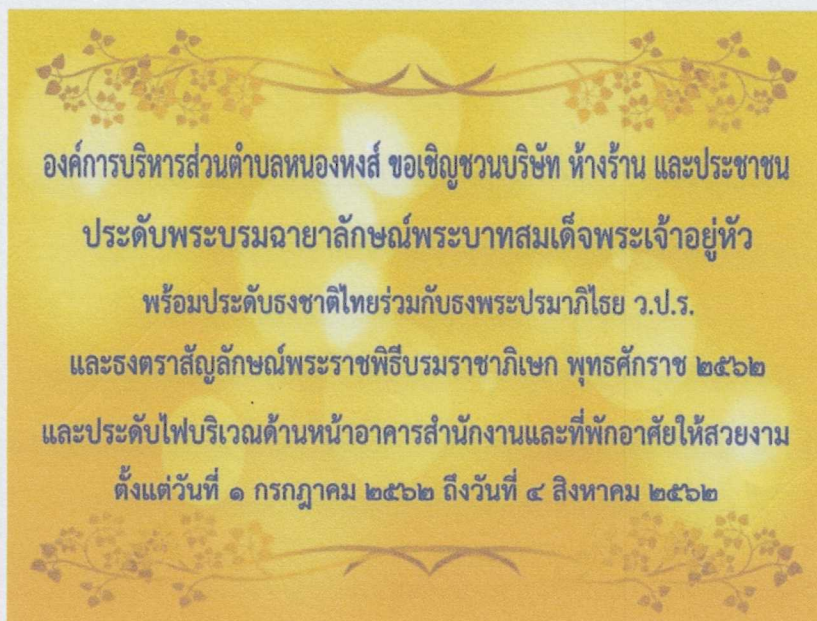 องค์การบริหารส่วนตำบลหนองหงส์ ขอเชิญชวนบริษัท ห้างร้าน และประชาชน
ประดับพระบรมฉายาลักษณ์พระบาทสมเด็จพระเจ้าอยู่หัว
พร้อมประดับธงชาติไทยร่วมกับธงพระปรมาภิไธย ว.ป.ร.
และธงตราสัญลักษณ์พระราชพิธีบรมราชาภิเษก พุทธศักราช ๒๕๖๒
และประดับไฟบริเวณด้านหน้าอาคารสำนักงานและที่พักอาศัยให้สวยงาม
ตั้งแต่วันที่ ๑ กรกฎาคม ๒๕๖๒ ถึงวันที่ ๔ สิงหาคม ๒๕๖๒